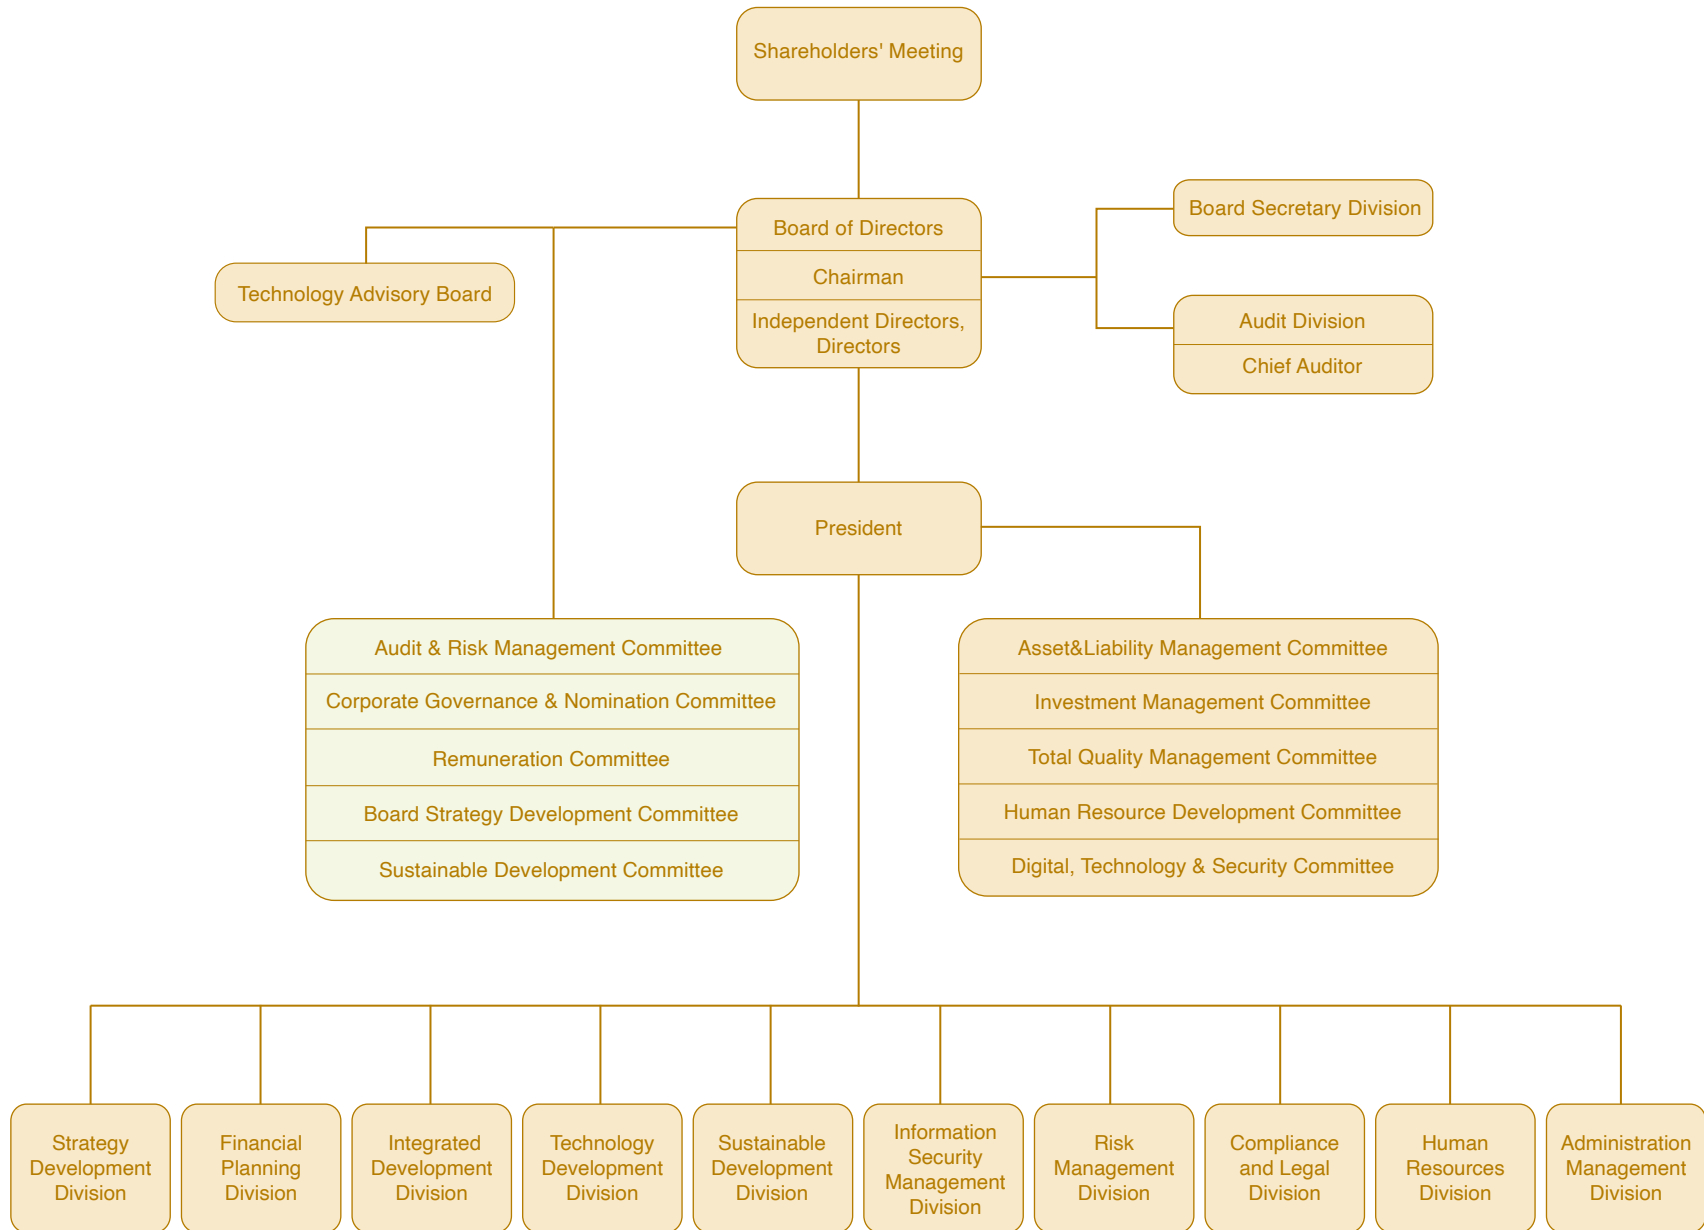 Shareholders' Meeting
Board of Directors
Chairman
Independent Directors,
Directors
Board Secretary Division
Audit Division
Chief Auditor
Technology Advisory Board
President
Audit & Risk Management Committee
Corporate Governance & Nomination Committee
Remuneration Committee
Board Strategy Development Committee
Sustainable Development Committee
Asset&Liability Management Committee
Investment Management Committee
Total Quality Management Committee
Human Resource Development Committee
Digital, Technology & Security Committee
Strategy
Development
Division
Financial
Planning
Division
Integrated
Development
Division
Technology
Development
Division
Sustainable
Development
Division
Information
Security
Management
Division
Risk
Management
Division
Compliance
and Legal
Division
Human
Resources
Division
Administration
Management
Division